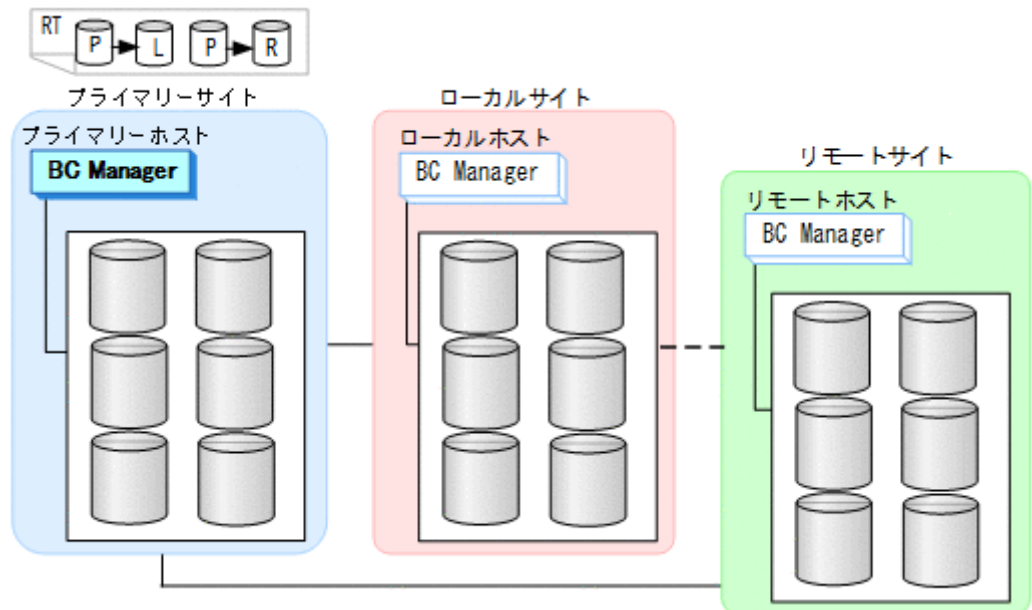 RT
P L P R
プライマリーサイト
プライマリーホスト
BC Manager
ローカルサイト
ローカルホスト
BC Manager
リモートサイト
リモートホスト
BC Manager